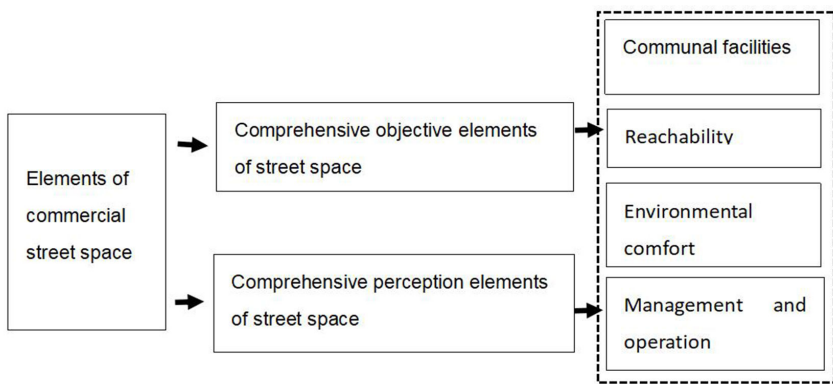 Elements of
commercial
street space
Comprehensive objective elements
of street space
Comprehensive perception elements
of street space
Communal facilities
Reachability
Environmental
comfort
Management and
operation